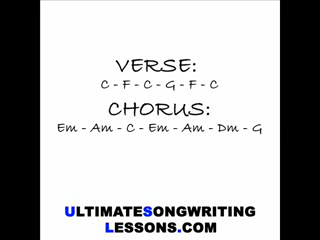 VERSE:
C - F - C - G - F - C
CHORUS:
Em - Am - C - Em - Am - Dm - G
ULTIMATESONGWRITING
LESSONS.COM